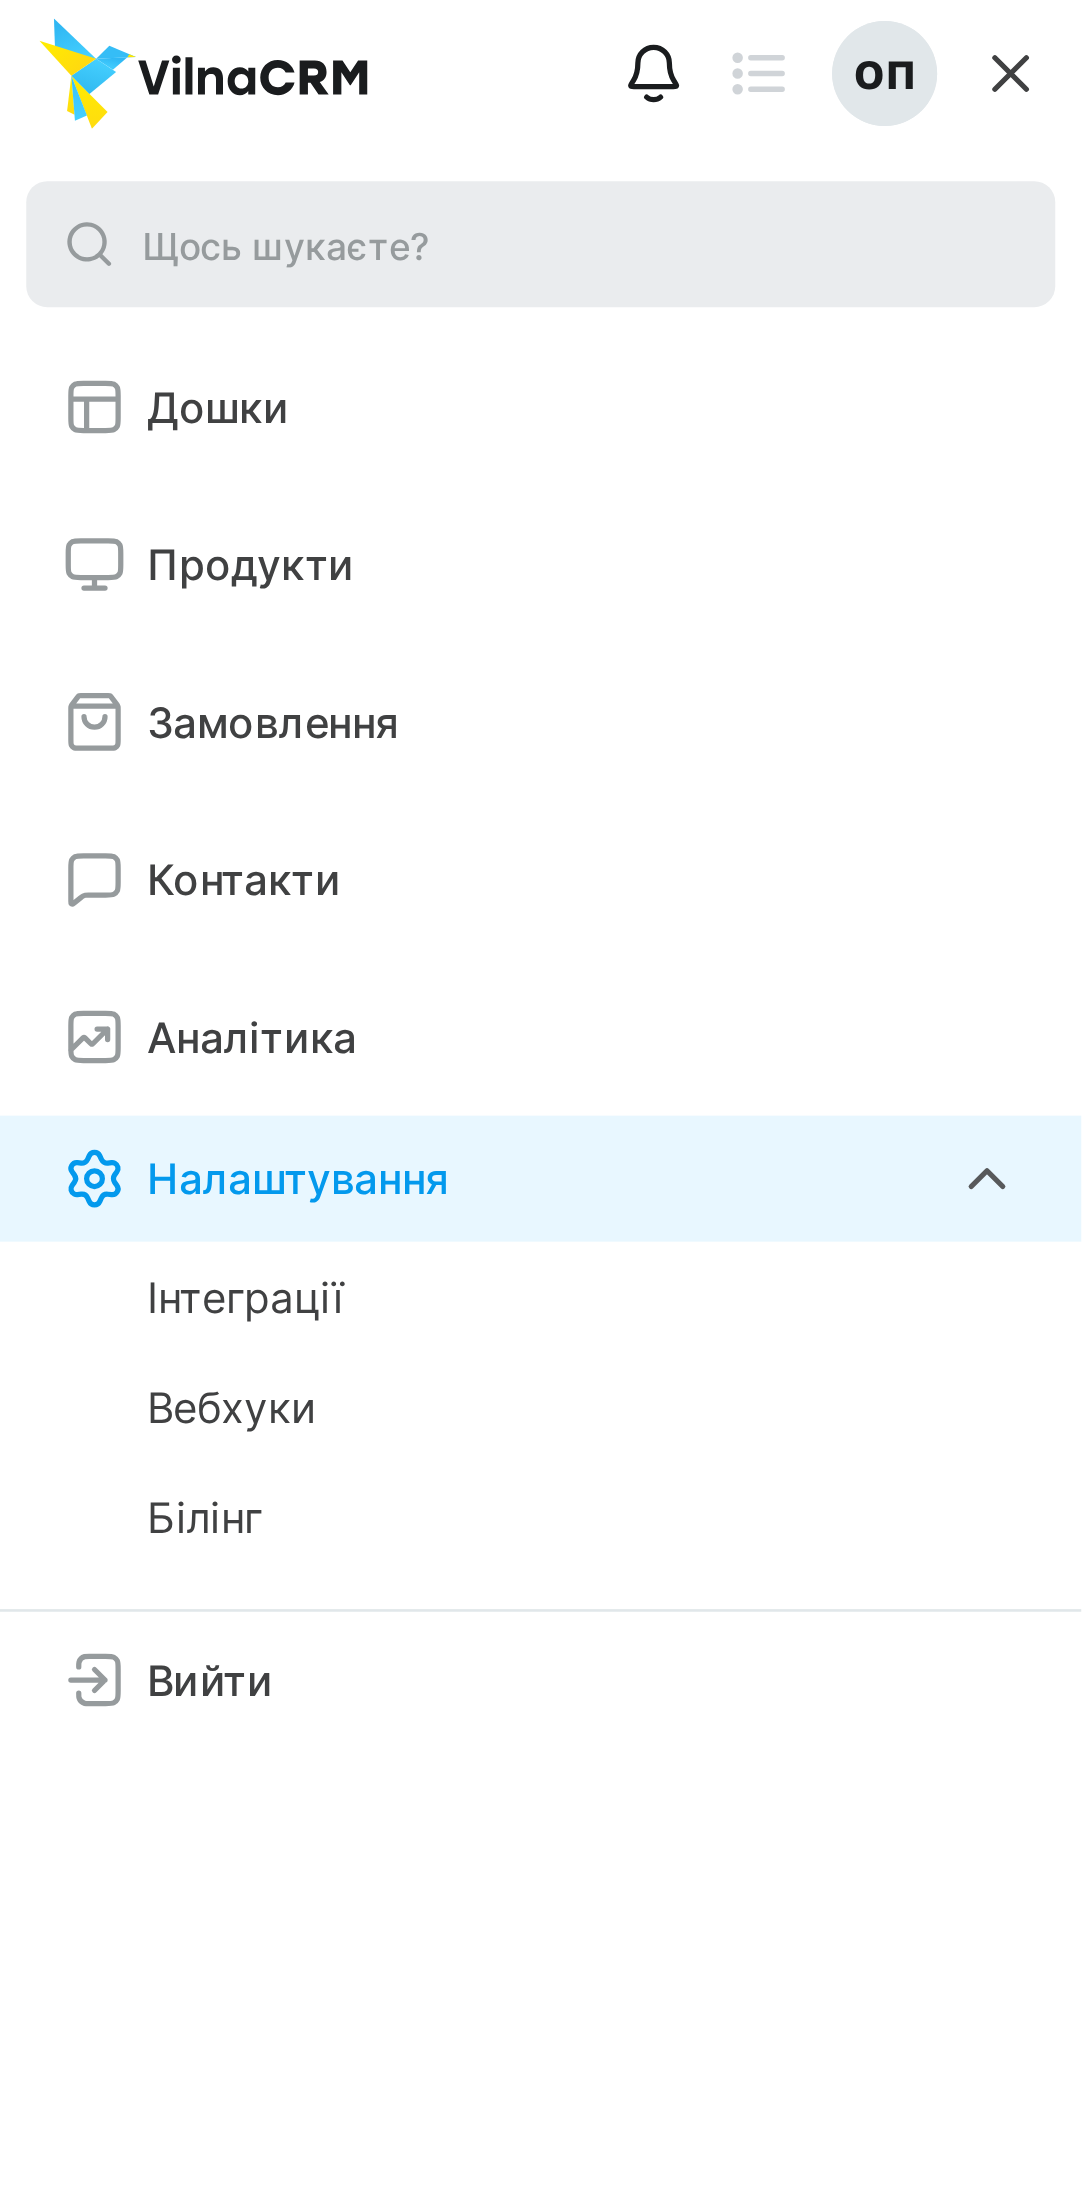 VilnaCRM
ОП
Щось шукаєте?
Дошки
Продукти
Замовлення
Контакти
Аналітика
Налаштування
Інтеграції
Вебхуки
Білінг
Вийти